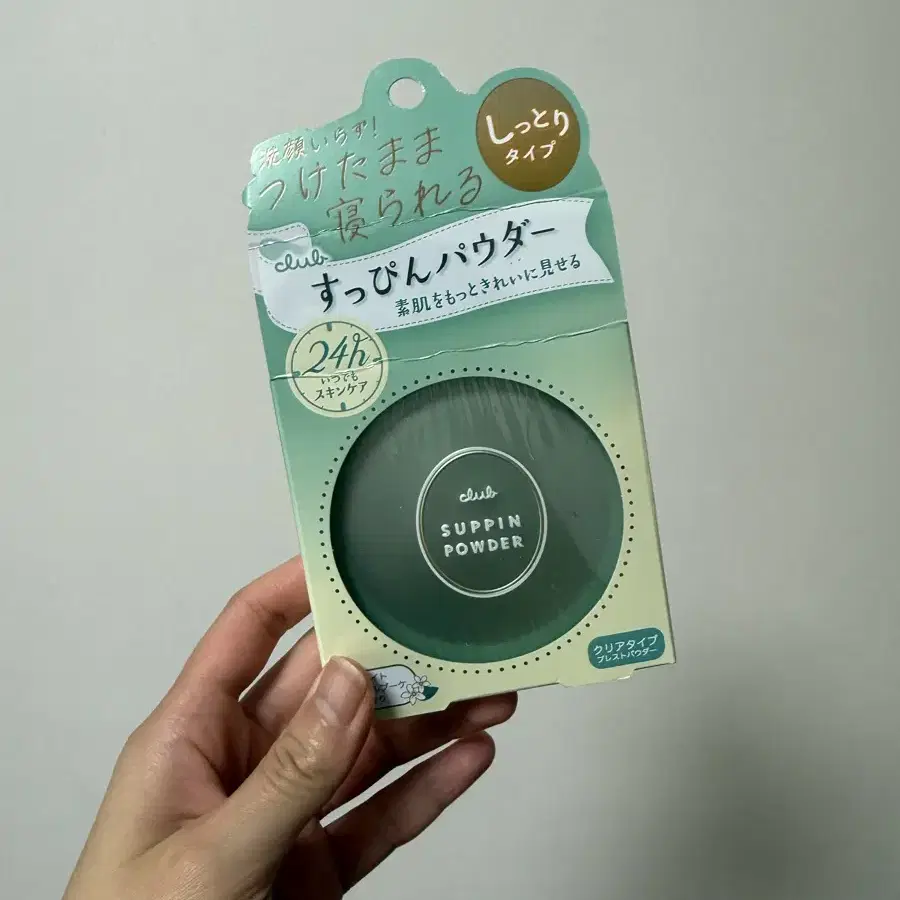 洗顔いらず!
つけたまま
寝られる
しっとり
タイプ
club
すっぴんパウダー
素肌をもっときれいに見せる
24h
いつでも
スキンケア
club
SUPPIN
POWDER
クリアタイプ
プレストパウダー